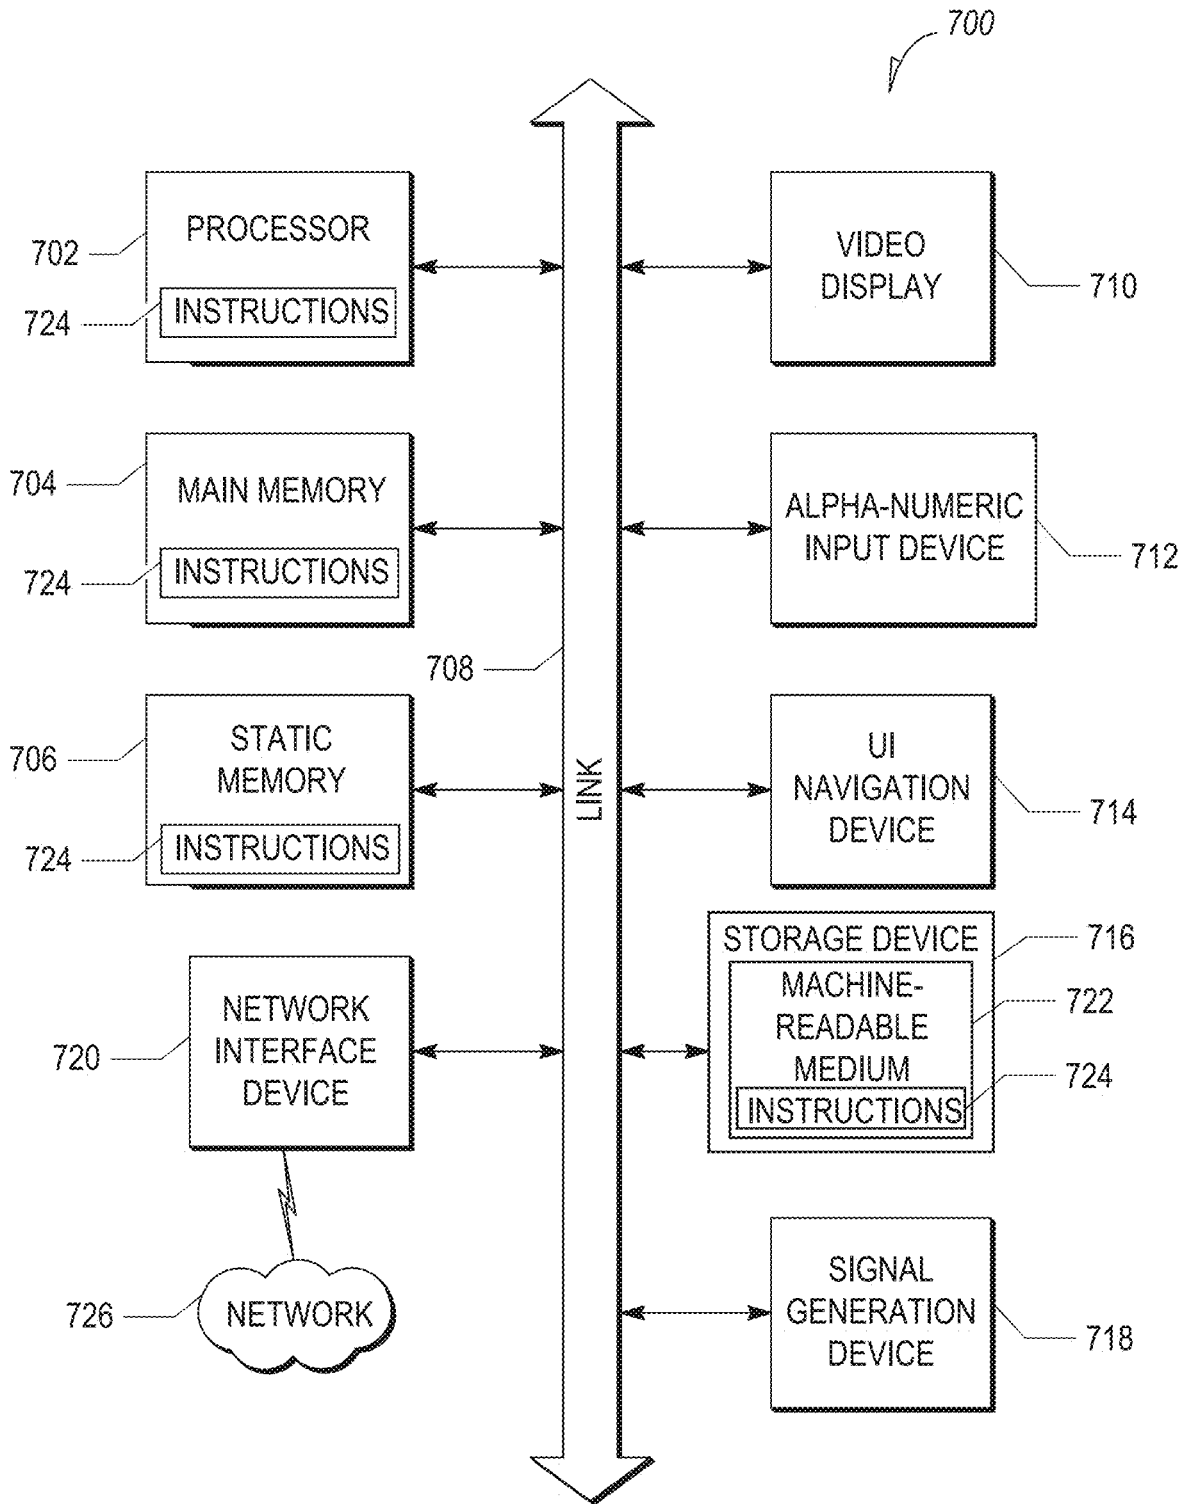 700
PROCESSOR
702
724
INSTRUCTIONS
VIDEO
DISPLAY
710
704
MAIN MEMORY
724
INSTRUCTIONS
ALPHA-NUMERIC
INPUT DEVICE
712
708
LINK
706
STATIC
MEMORY
724
INSTRUCTIONS
UI
NAVIGATION
DEVICE
714
STORAGE DEVICE
716
MACHINE-
READABLE
MEDIUM
722
INSTRUCTIONS
724
NETWORK
INTERFACE
DEVICE
720
726
NETWORK
SIGNAL
GENERATION
DEVICE
718